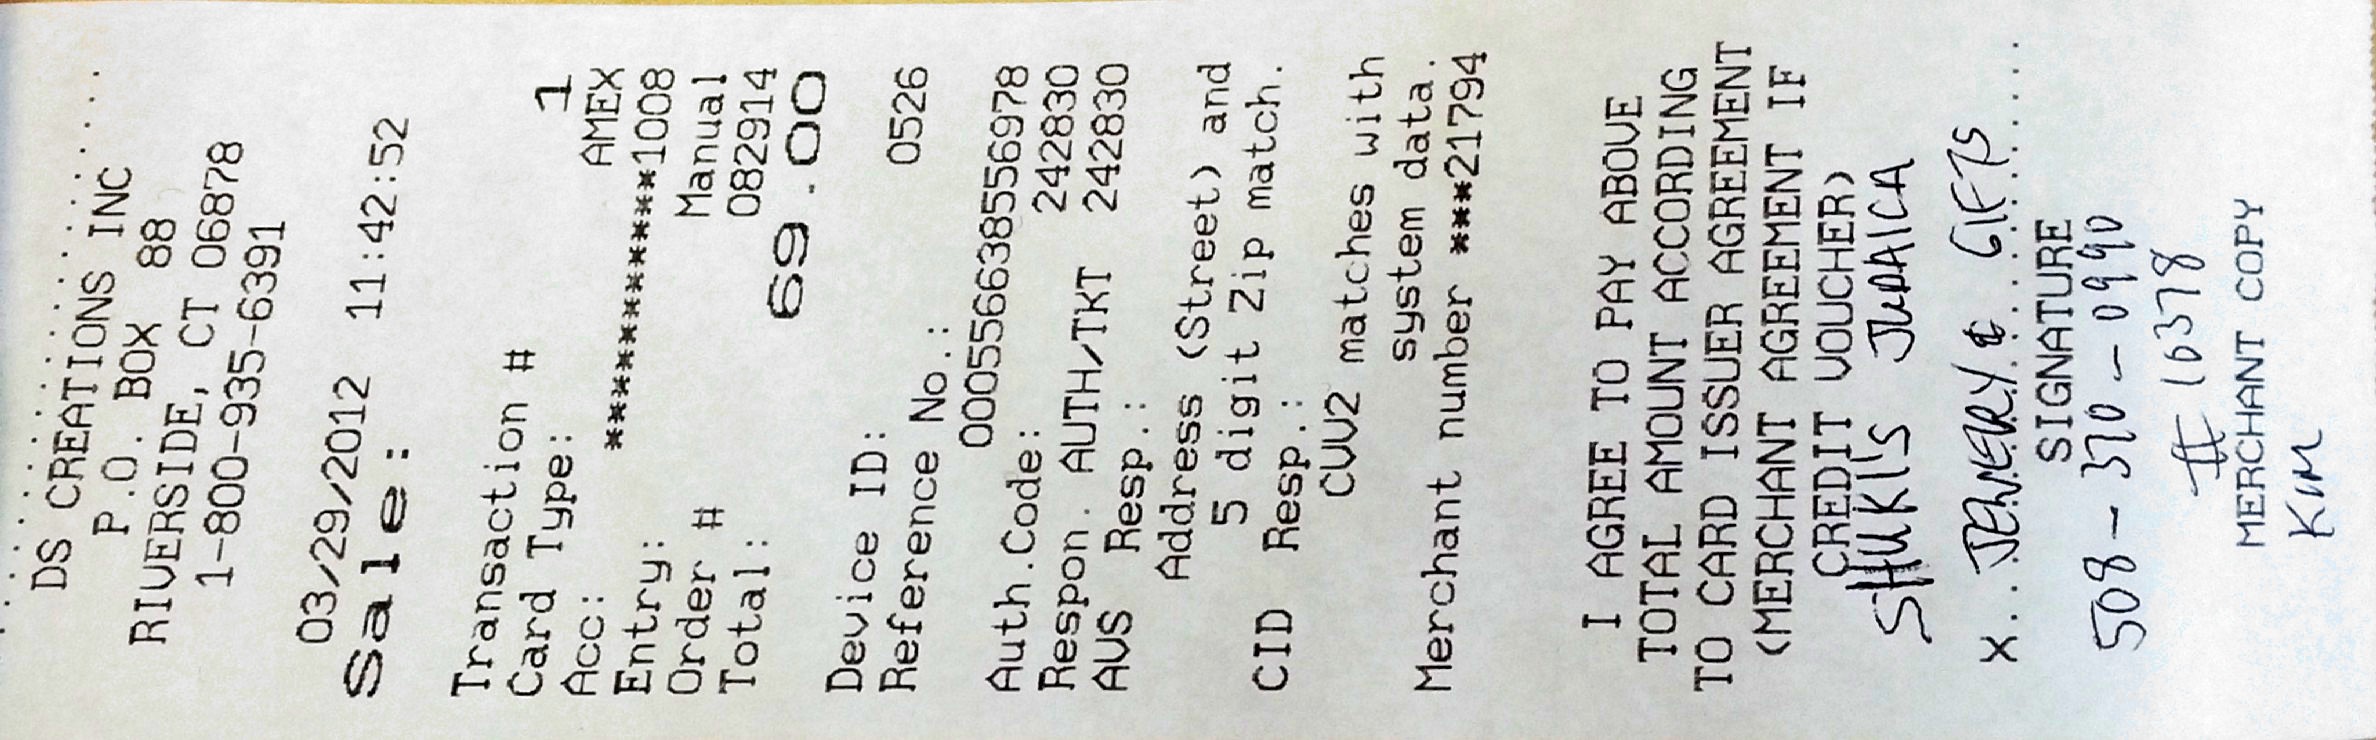 DS CREATIONS INC
P.O. BOX 88
RIVERSIDE, CT 06878
1-800-935-6391
03/29/2012 11:42:52
Sale:
Transaction # 1
Card Type: AMEX
Acc: ***********1008
Entry: Manual
Order # 082914
Total: 69.00
Device ID: 0526
Reference No.:
000556638556978
Auth.Code: 242830
Respon. AUTH/TKT 242830
AVS Resp.:
Address (Street) and
5 digit Zip match.
CID Resp.:
CVV2 matches with
system data.
Merchant number ***21794
I AGREE TO PAY ABOVE
TOTAL AMOUNT ACCORDING
TO CARD ISSUER AGREEMENT
(MERCHANT AGREEMENT IF
CREDIT VOUCHER)
SHUKI'S JUDAICA
X...JEWERY & GIFTS
SIGNATURE
508-370-0990
# 16378
MERCHANT COPY
KIM